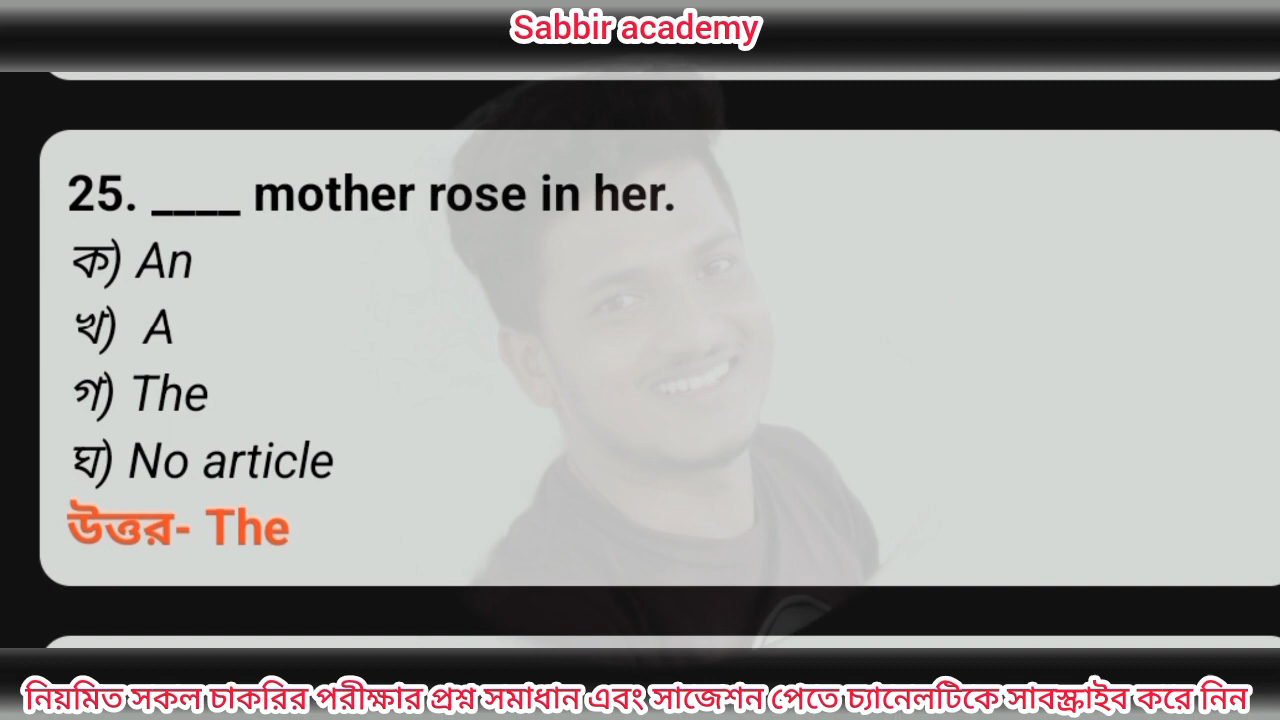 Sabbir academy
25. ____ mother rose in her.
ক) An
খ) A
গ) The
ঘ) No article
উত্তর- The
নিয়মিত সকল চাকরির পরীক্ষার প্রশ্ন সমাধান এবং সাজেশন পেতে চ্যানেলটিকে সাবস্ক্রাইব করে নিন